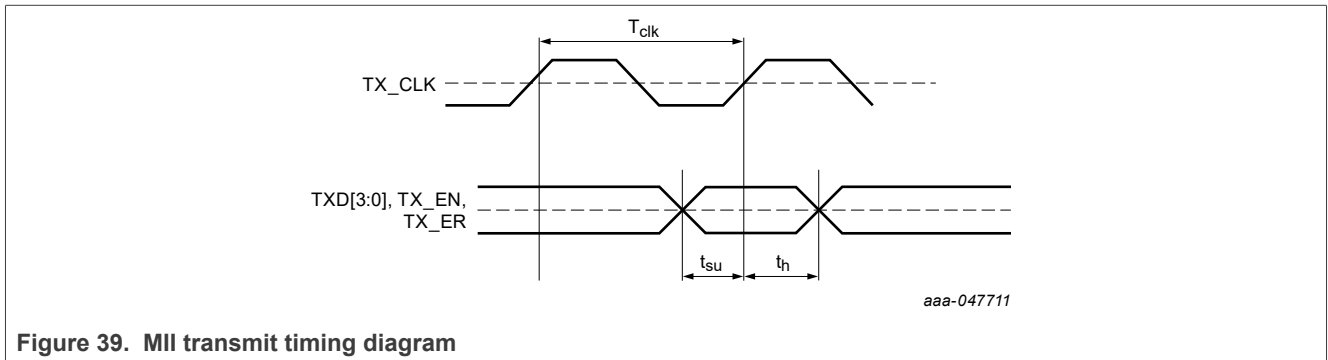 Tclk
TX_CLK
TXD[3:0], TX_EN,
TX_ER
tsu
th
aaa-047711
Figure 39. MII transmit timing diagram